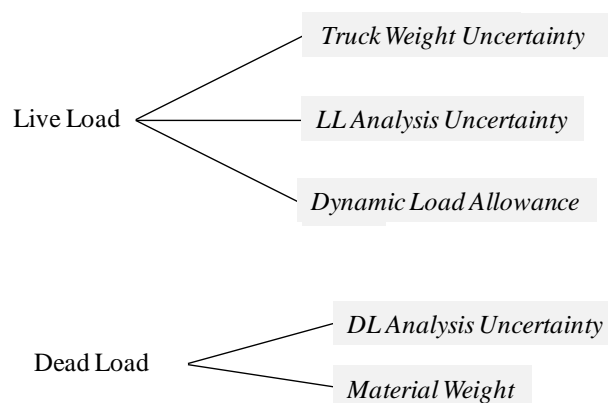 Truck Weight Uncertainty
Live Load
LL Analysis Uncertainty
Dynamic Load Allowance
DL Analysis Uncertainty
Dead Load
Material Weight